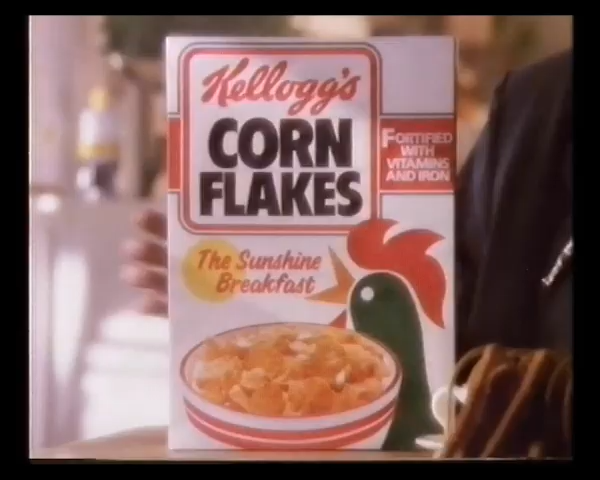 Kellogg's
CORN
FLAKES
FORTIFIED
WITH
VITAMINS
AND IRON
The Sunshine
Breakfast